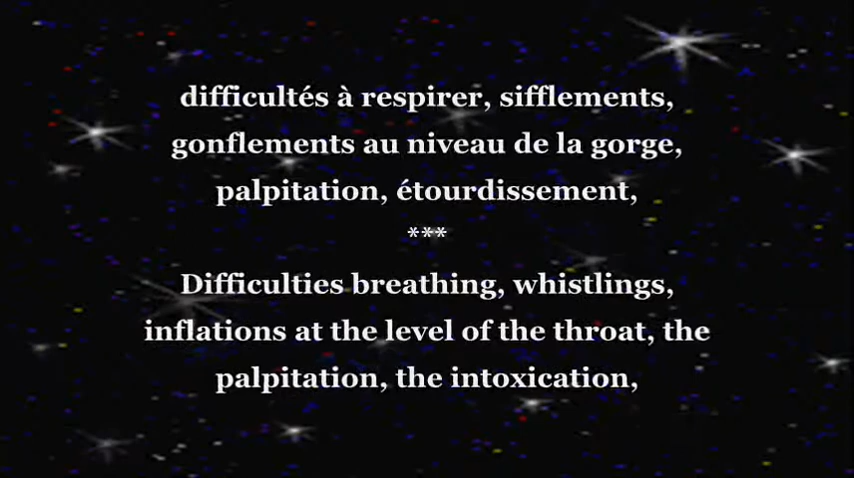 difficultés à respirer, sifflements,
gonflements au niveau de la gorge,
palpitation, étourdissement,
***
Difficulties breathing, whistlings,
inflations at the level of the throat, the
palpitation, the intoxication,